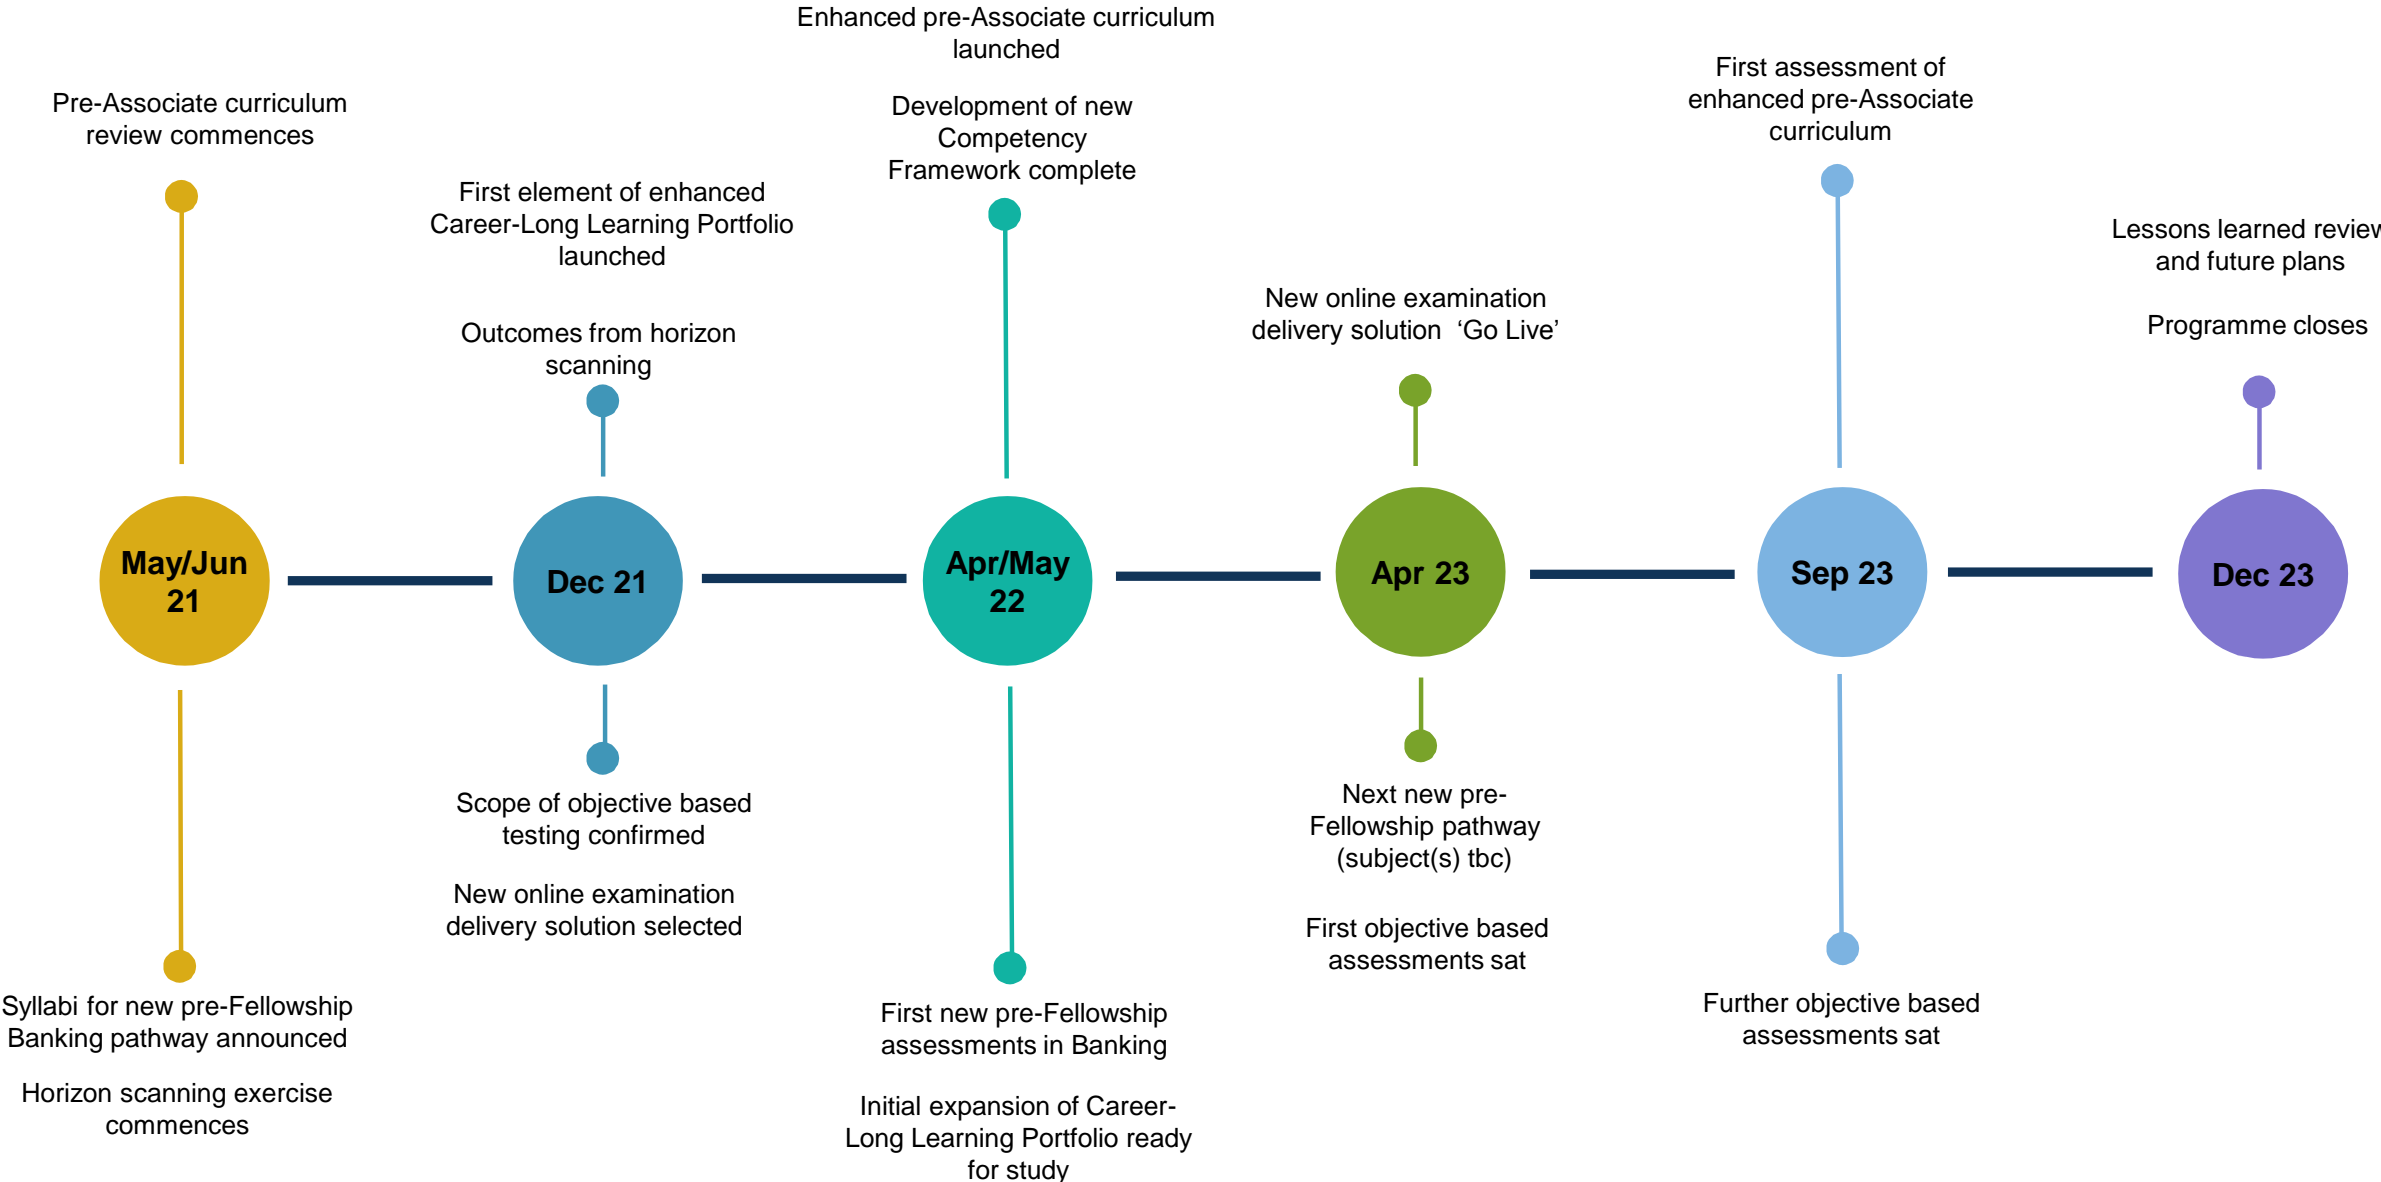 Pre-Associate curriculum
review commences
May/Jun
21
Syllabi for new pre-Fellowship
Banking pathway announced
Horizon scanning exercise
commences
First element of enhanced
Career-Long Learning Portfolio
launched
Outcomes from horizon
scanning
Dec 21
Scope of objective based
testing confirmed
New online examination
delivery solution selected
Enhanced pre-Associate curriculum
launched
Development of new
Competency
Framework complete
Apr/May
22
First new pre-Fellowship
assessments in Banking
Initial expansion of Career-
Long Learning Portfolio ready
for study
New online examination
delivery solution ‘Go Live’
Apr 23
Next new pre-
Fellowship pathway
(subject(s) tbc)
First objective based
assessments sat
First assessment of
enhanced pre-Associate
curriculum
Sep 23
Further objective based
assessments sat
Lessons learned review
and future plans
Programme closes
Dec 23